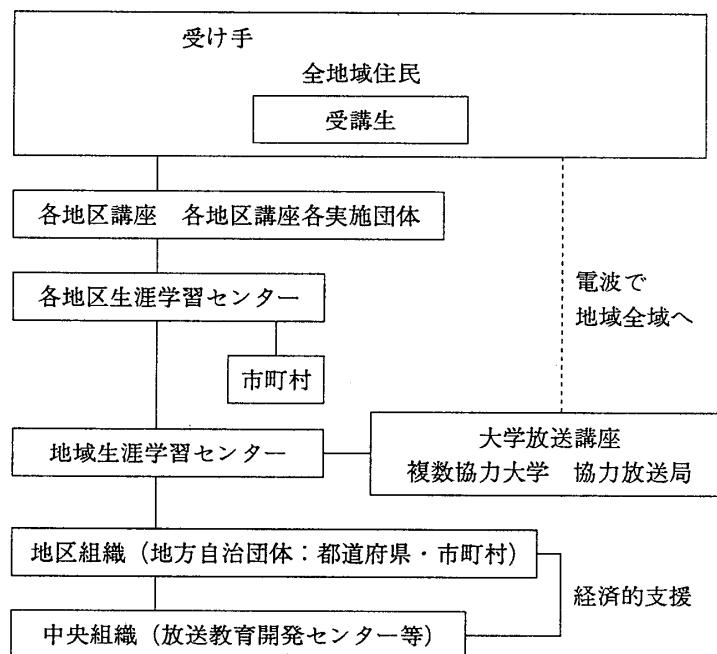 受け手
全地域住民
受講生
各地区講座　各地区講座各実施団体
各地区生涯学習センター
電波で
地域全域へ
市町村
地域生涯学習センター
大学放送講座
複数協力大学　協力放送局
地区組織（地方自治団体：都道府県・市町村）
経済的支援
中央組織（放送教育開発センター等）